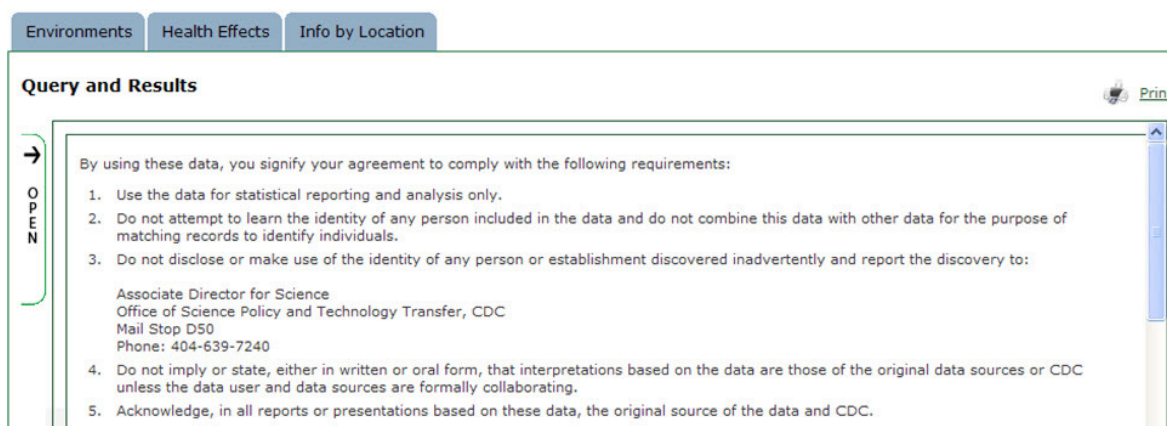 Environments Health Effects Info by Location
Query and Results
Prin
OPEN
By using these data, you signify your agreement to comply with the following requirements:
1. Use the data for statistical reporting and analysis only.
2. Do not attempt to learn the identity of any person included in the data and do not combine this data with other data for the purpose of
matching records to identify individuals.
3. Do not disclose or make use of the identity of any person or establishment discovered inadvertently and report the discovery to:
Associate Director for Science
Office of Science Policy and Technology Transfer, CDC
Mail Stop D50
Phone: 404-639-7240
4. Do not imply or state, either in written or oral form, that interpretations based on the data are those of the original data sources or CDC
unless the data user and data sources are formally collaborating.
5. Acknowledge, in all reports or presentations based on these data, the original source of the data and CDC.